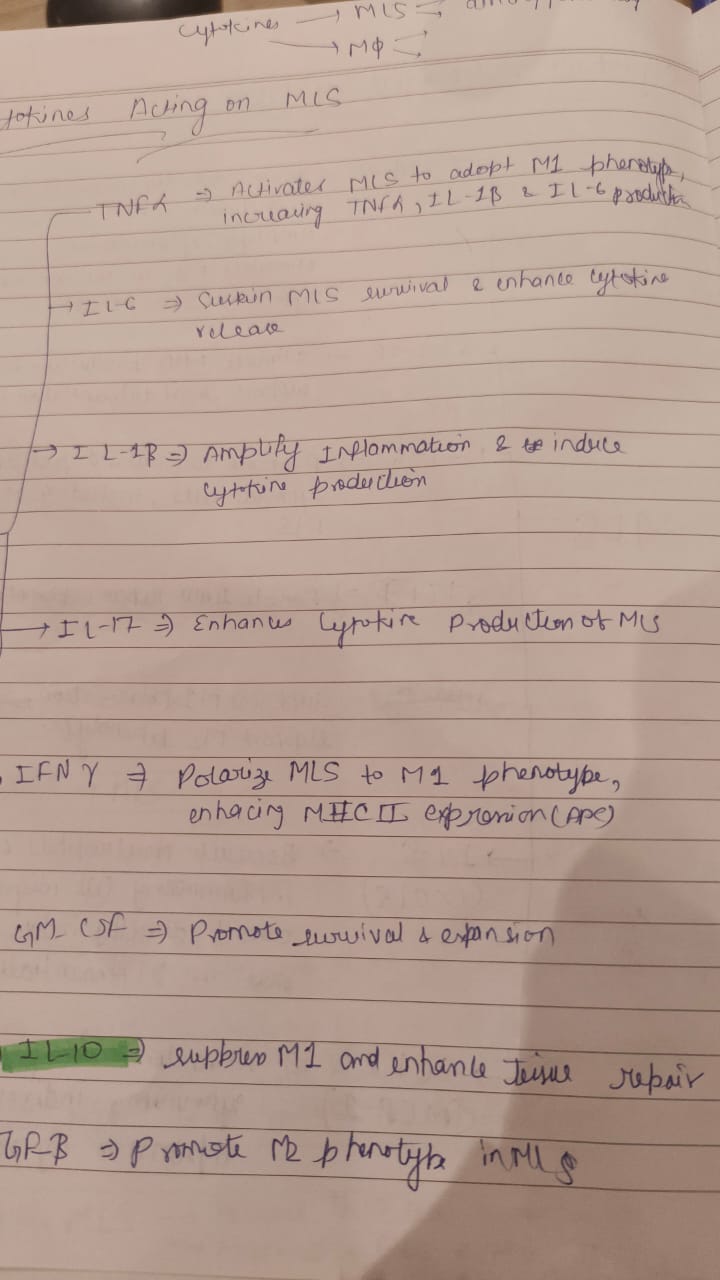 Cytokines → MLS →
→ MΦ
tokines Acting on MLS
TNFα ⇒ Activates MLS to adopt M1 phenotype,
increasing TNFα, IL-1β & IL-6 production
→ IL-6 ⇒ Sustain MLS survival & enhance cytokine
release
→ IL-1β ⇒ Amplify Inflammation & induce
Cytokine production
→ IL-17 ⇒ Enhances Cytokine Production of MLS
IFN γ ⇒ Polarize MLS to M1 phenotype,
enhacing MHC II expression (APC)
GM-CSF ⇒ Promote survival & expansion
IL-10 ⇒ suppress M1 and enhance Tissue repair
GF-β ⇒ Promote M2 phenotype in MLS